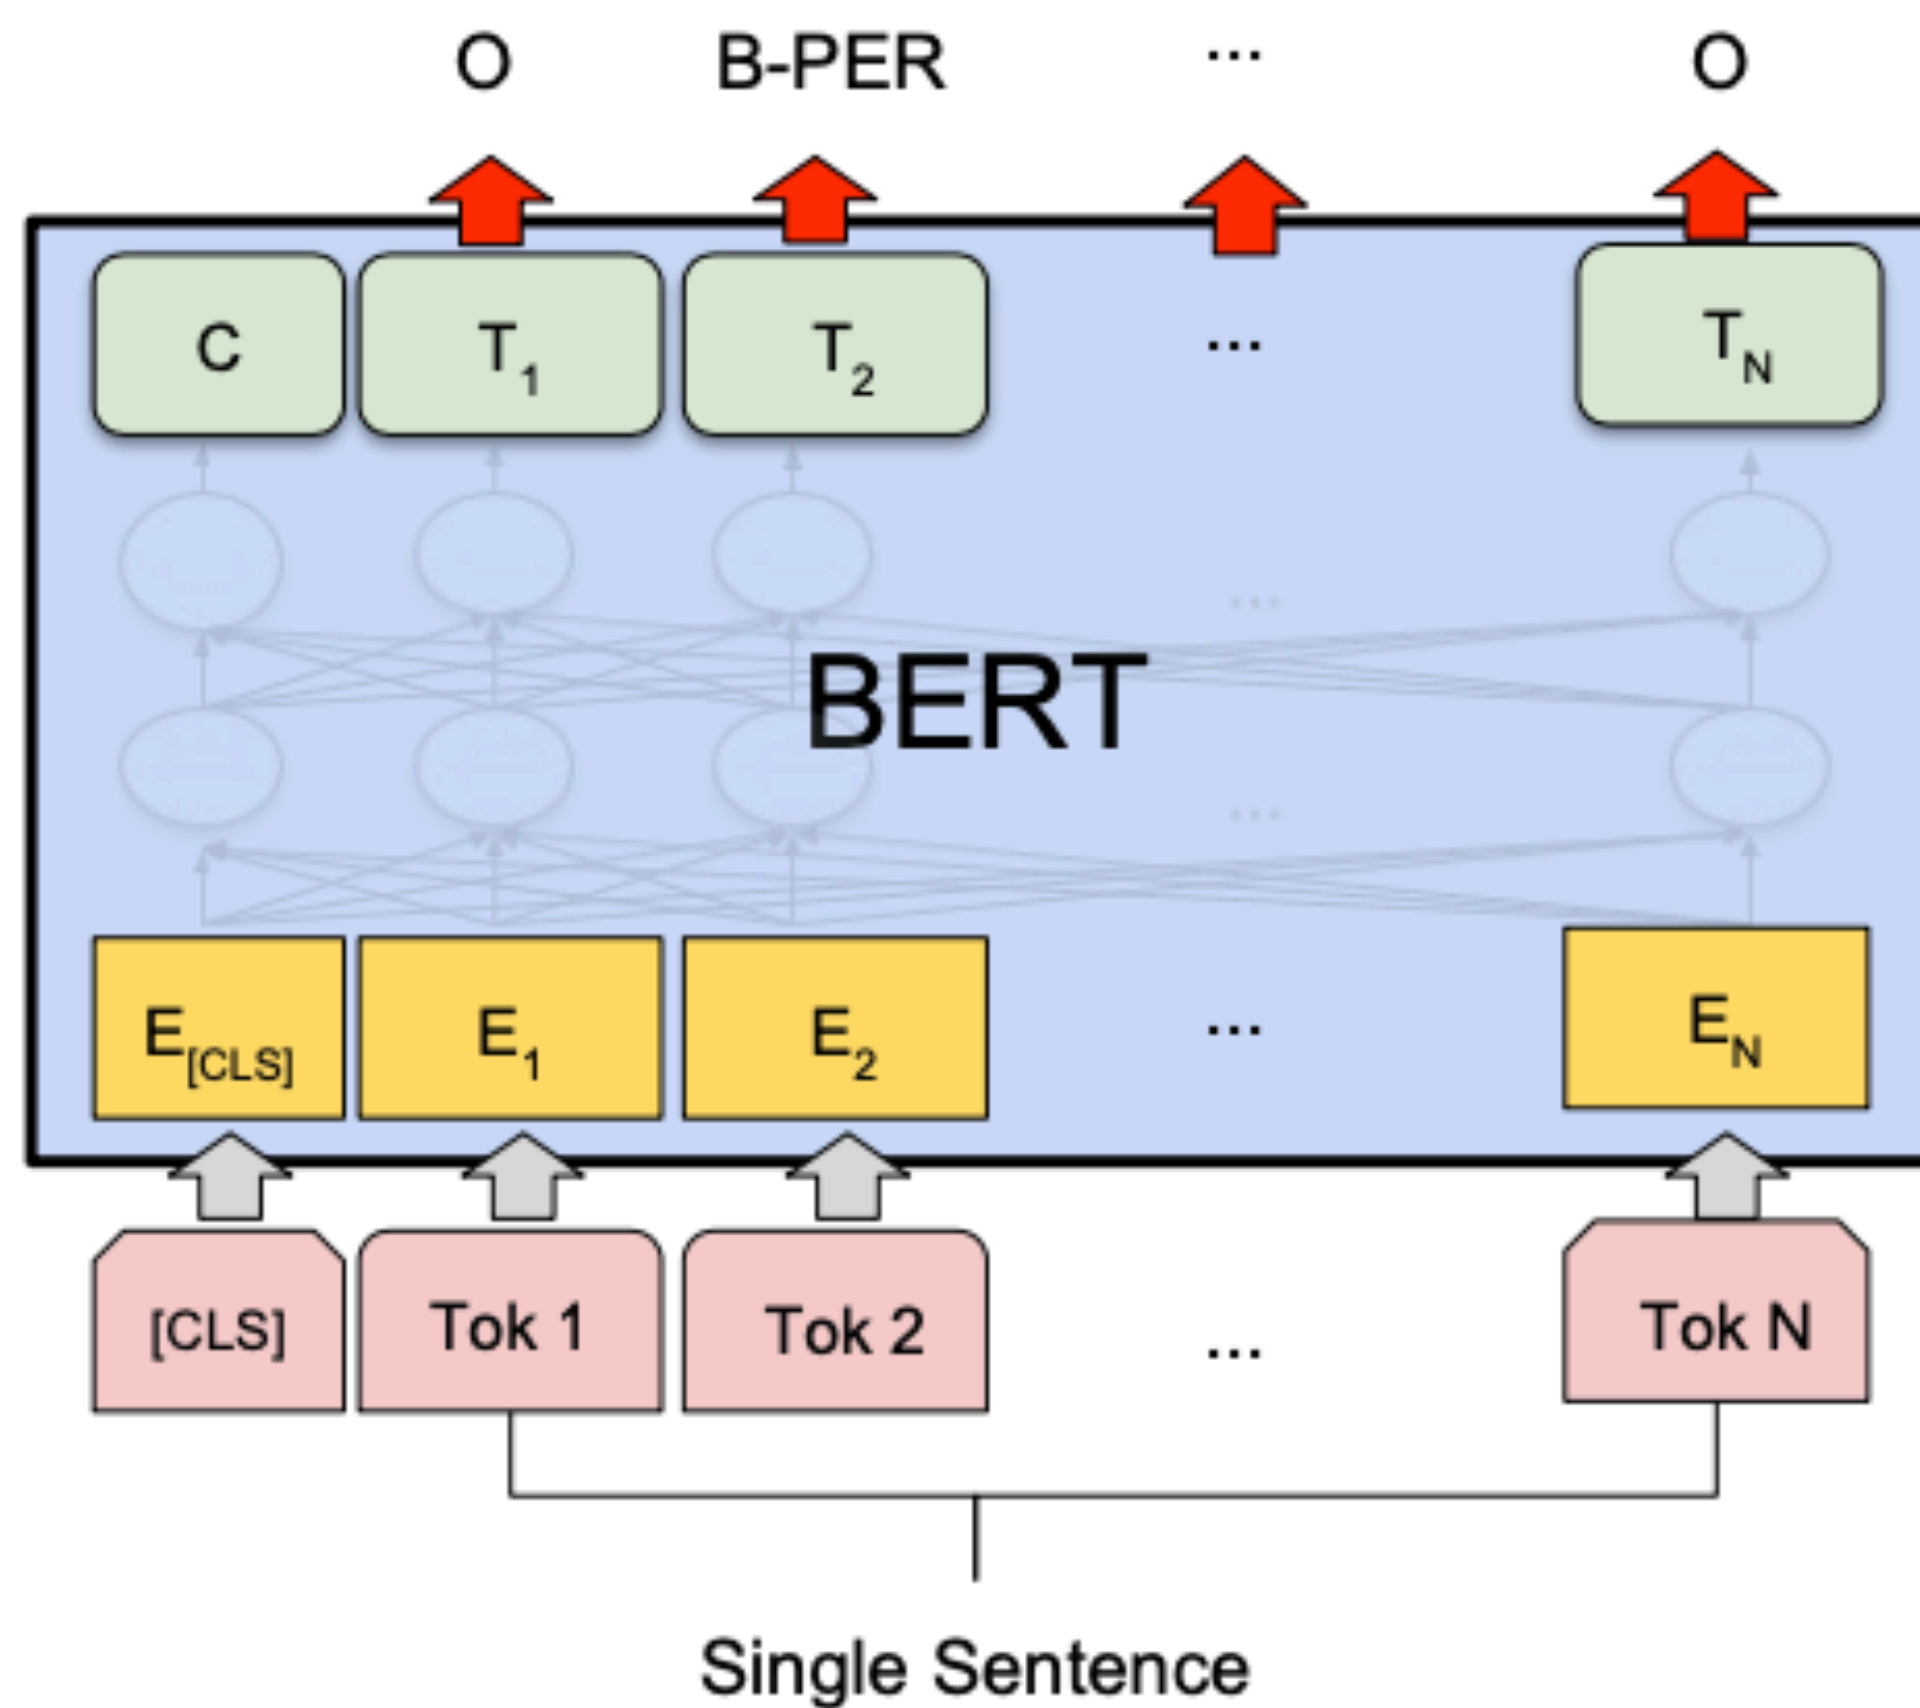 O B-PER ... O
C T1 T2 ... TN
...
BERT
...
E[CLS] E1 E2 ... EN
[CLS] Tok 1 Tok 2 ... Tok N
Single Sentence